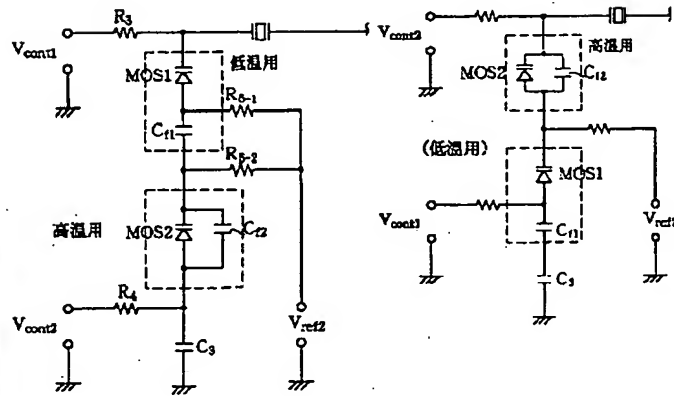 R₃
V_cont1
MOS1
低温用
R₅₋₁
C_f1
R₅₋₂
高温用
MOS2
C_f2
R₄
V_cont2
C₃
V_ref2
V_cont2
高温用
MOS2
C_f2
(低温用)
MOS1
V_cont1
C_f1
C₃